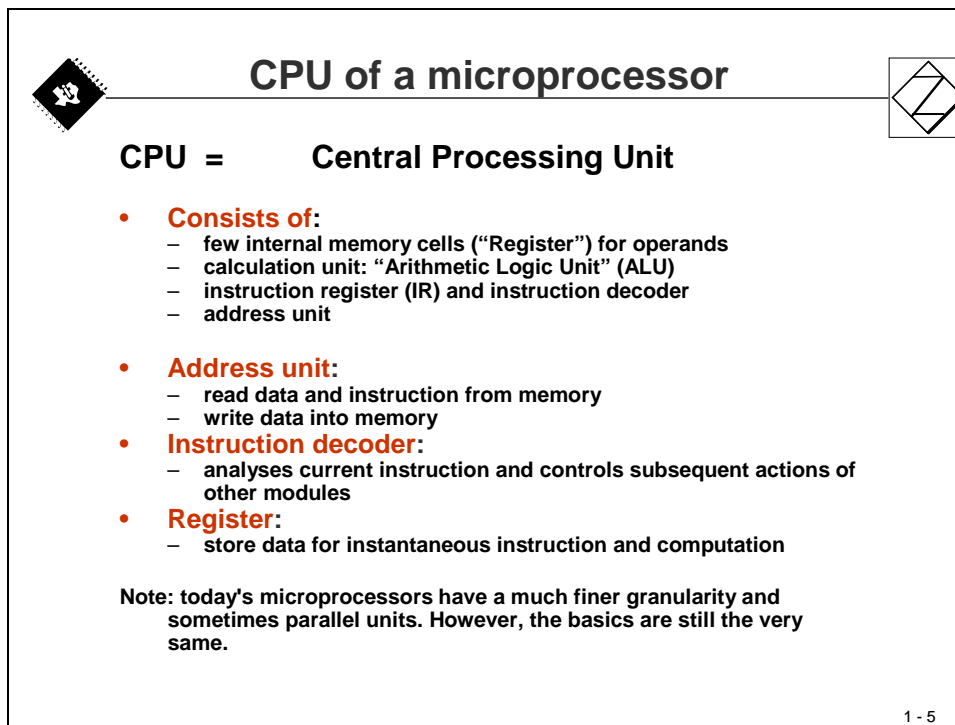 CPU of a microprocessor
CPU = Central Processing Unit
• Consists of:
– few internal memory cells (“Register”) for operands
– calculation unit: “Arithmetic Logic Unit” (ALU)
– instruction register (IR) and instruction decoder
– address unit
• Address unit:
– read data and instruction from memory
– write data into memory
• Instruction decoder:
– analyses current instruction and controls subsequent actions of
other modules
• Register:
– store data for instantaneous instruction and computation
Note: today's microprocessors have a much finer granularity and
sometimes parallel units. However, the basics are still the very
same.
1 - 5